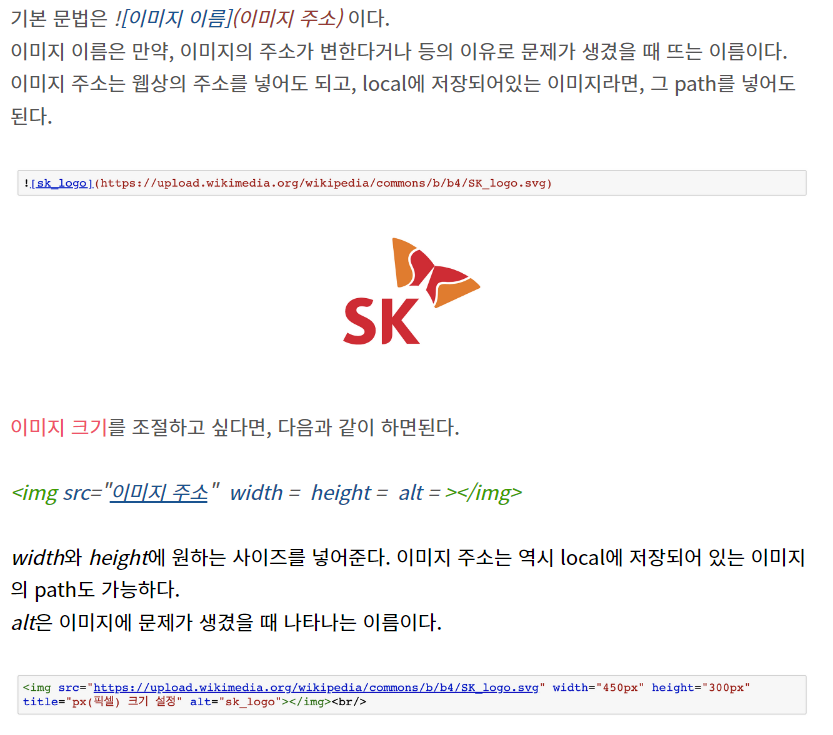 기본 문법은 ![이미지 이름](이미지 주소) 이다.
이미지 이름은 만약, 이미지의 주소가 변한다거나 등의 이유로 문제가 생겼을 때 뜨는 이름이다.
이미지 주소는 웹상의 주소를 넣어도 되고, local에 저장되어있는 이미지라면, 그 path를 넣어도
된다.
![sk_logo](https://upload.wikimedia.org/wikipedia/commons/b/b4/SK_logo.svg)
SK
이미지 크기를 조절하고 싶다면, 다음과 같이 하면된다.
<img src="이미지 주소" width = height = alt = ></img>
width와 height에 원하는 사이즈를 넣어준다. 이미지 주소는 역시 local에 저장되어 있는 이미지
의 path도 가능하다.
alt은 이미지에 문제가 생겼을 때 나타나는 이름이다.
<img src="https://upload.wikimedia.org/wikipedia/commons/b/b4/SK_logo.svg" width="450px" height="300px"
title="px(픽셀) 크기 설정" alt="sk_logo"></img><br/>